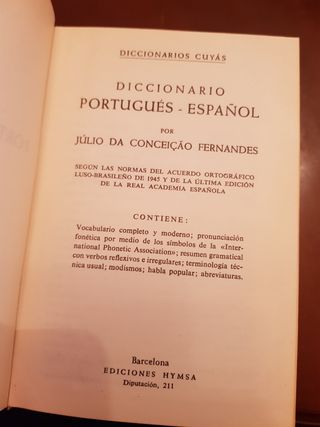 DICCIONARIOS CUYÁS
DICCIONARIO
PORTUGUÉS - ESPAÑOL
POR
JÚLIO DA CONCEIÇÃO FERNANDES
SEGÚN LAS NORMAS DEL ACUERDO ORTOGRÁFICO
LUSO-BRASILEÑO DE 1945 Y DE LA ÚLTIMA EDICIÓN
DE LA REAL ACADEMIA ESPAÑOLA
CONTIENE:
Vocabulario completo y moderno; pronunciación
fonética por medio de los símbolos de la «Inter-
national Phonetic Association»; resumen gramatical
con verbos reflexivos e irregulares; terminología téc-
nica usual; modismos; habla popular; abreviaturas.
Barcelona
EDICIONES HYMSA
Diputación, 211